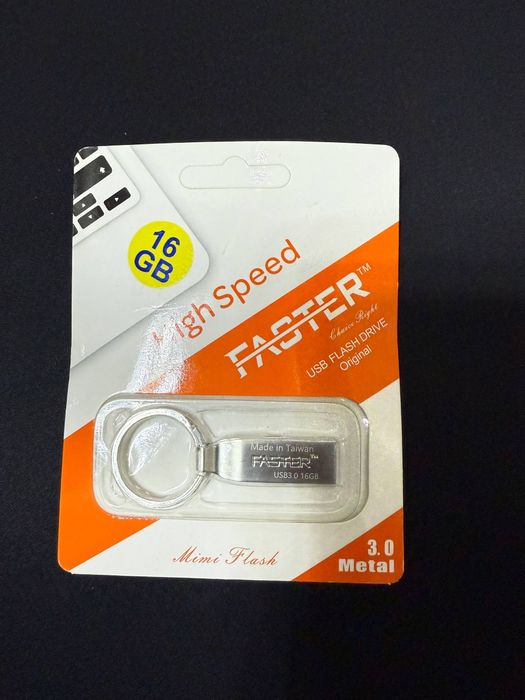 16
GB
High Speed
FASTER™
Choice Right
USB FLASH DRIVE
Original
Made in Taiwan
FASTER™
USB3.0 16GB
Mimi Flash
3.0
Metal